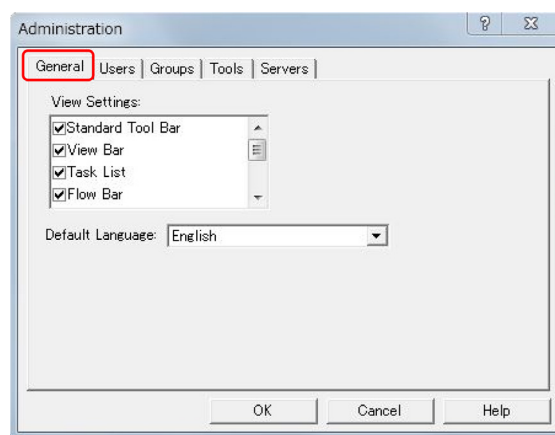 Administration
General Users Groups Tools Servers
View Settings:
Standard Tool Bar
View Bar
Task List
Flow Bar
Default Language: English
OK Cancel Help